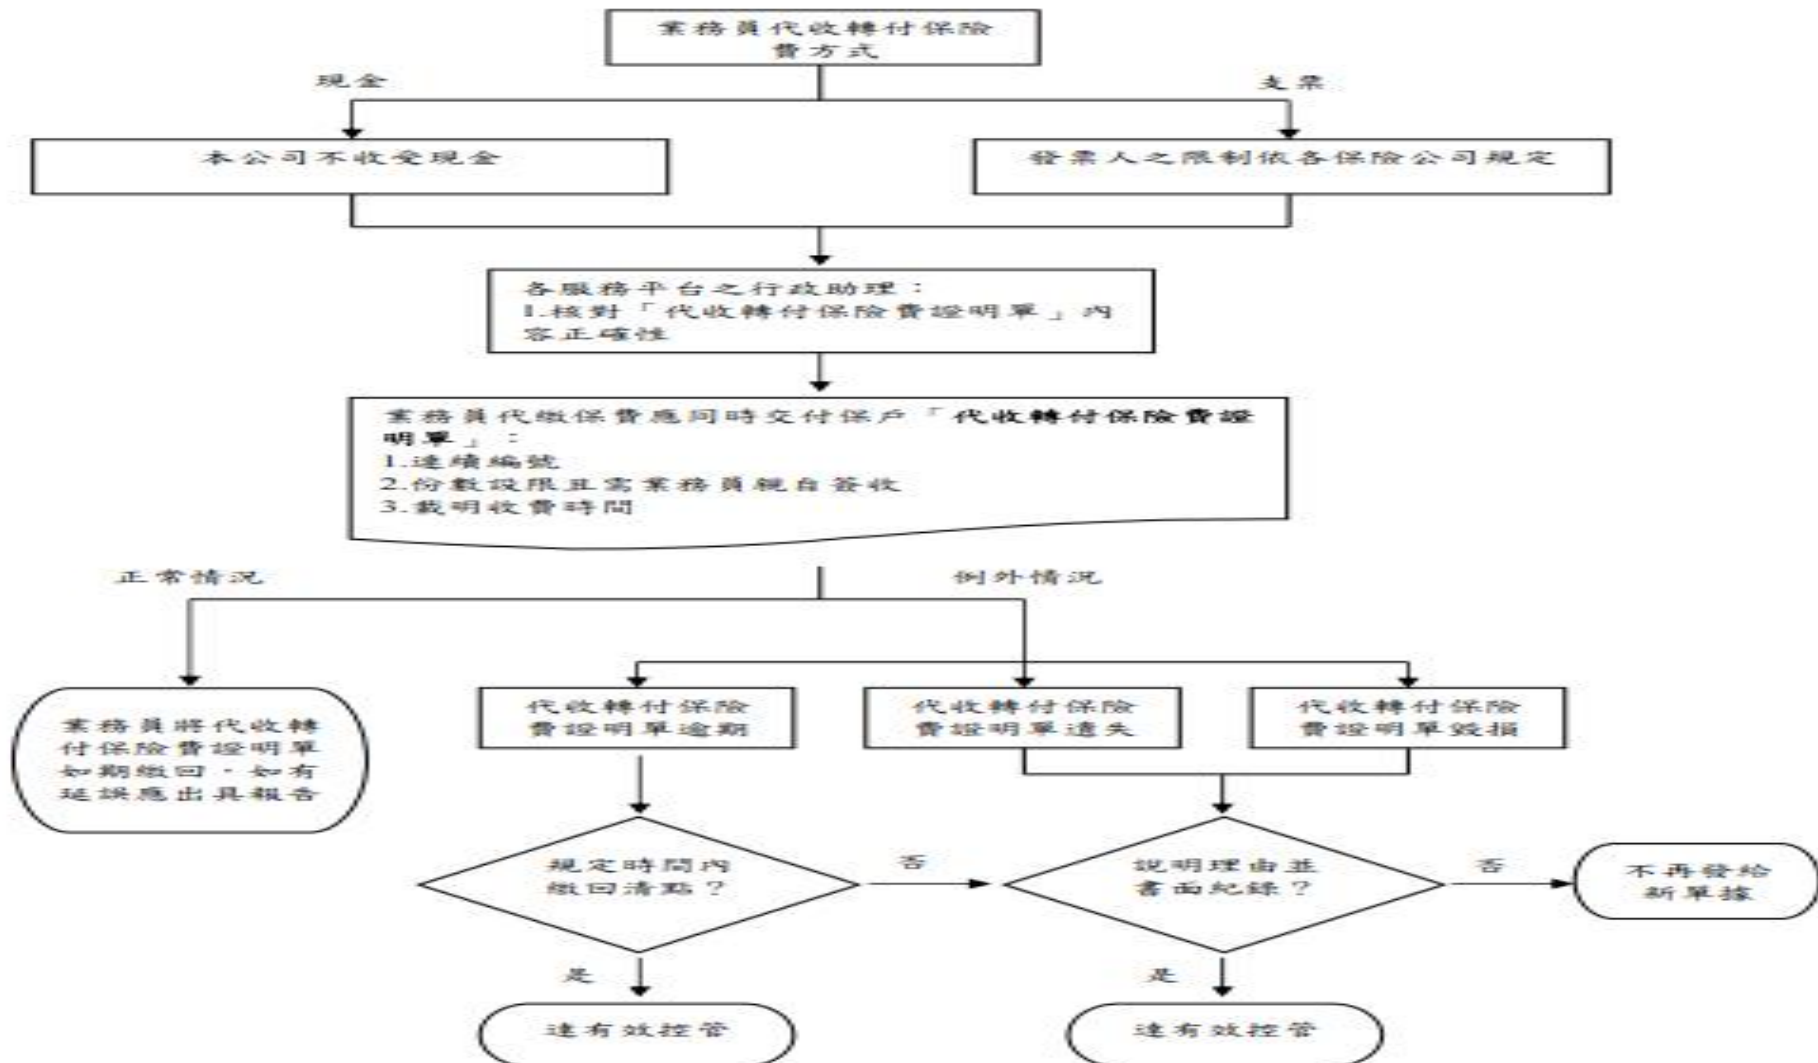 業務員代收轉付保險
費方式
現金
支票
本公司不收受現金
發票人之限制依各保險公司規定
各服務平台之行政助理：
1.核對「代收轉付保險費證明單」內
容正確性
業務員代繳保費應同時交付保戶「代收轉付保險費證
明單」：
1.連續編號
2.份數設限且需業務員親自簽收
3.載明收費時間
正常情況
例外情況
業務員將代收轉
付保險費證明單
如期繳回，如有
延誤應出具報告
代收轉付保險
費證明單逾期
代收轉付保險
費證明單遺失
代收轉付保險
費證明單毀損
規定時間內
繳回清點？
否
說明理由並
書面紀錄？
否
不再發給
新單據
是
是
達有效控管
達有效控管